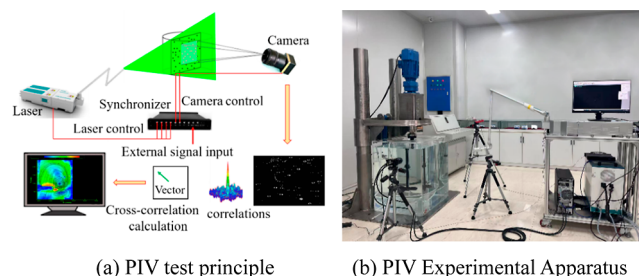 Camera
Synchronizer
Camera control
Laser
Laser control
External signal input
Vector
correlations
Cross-correlation
calculation
(a) PIV test principle
(b) PIV Experimental Apparatus